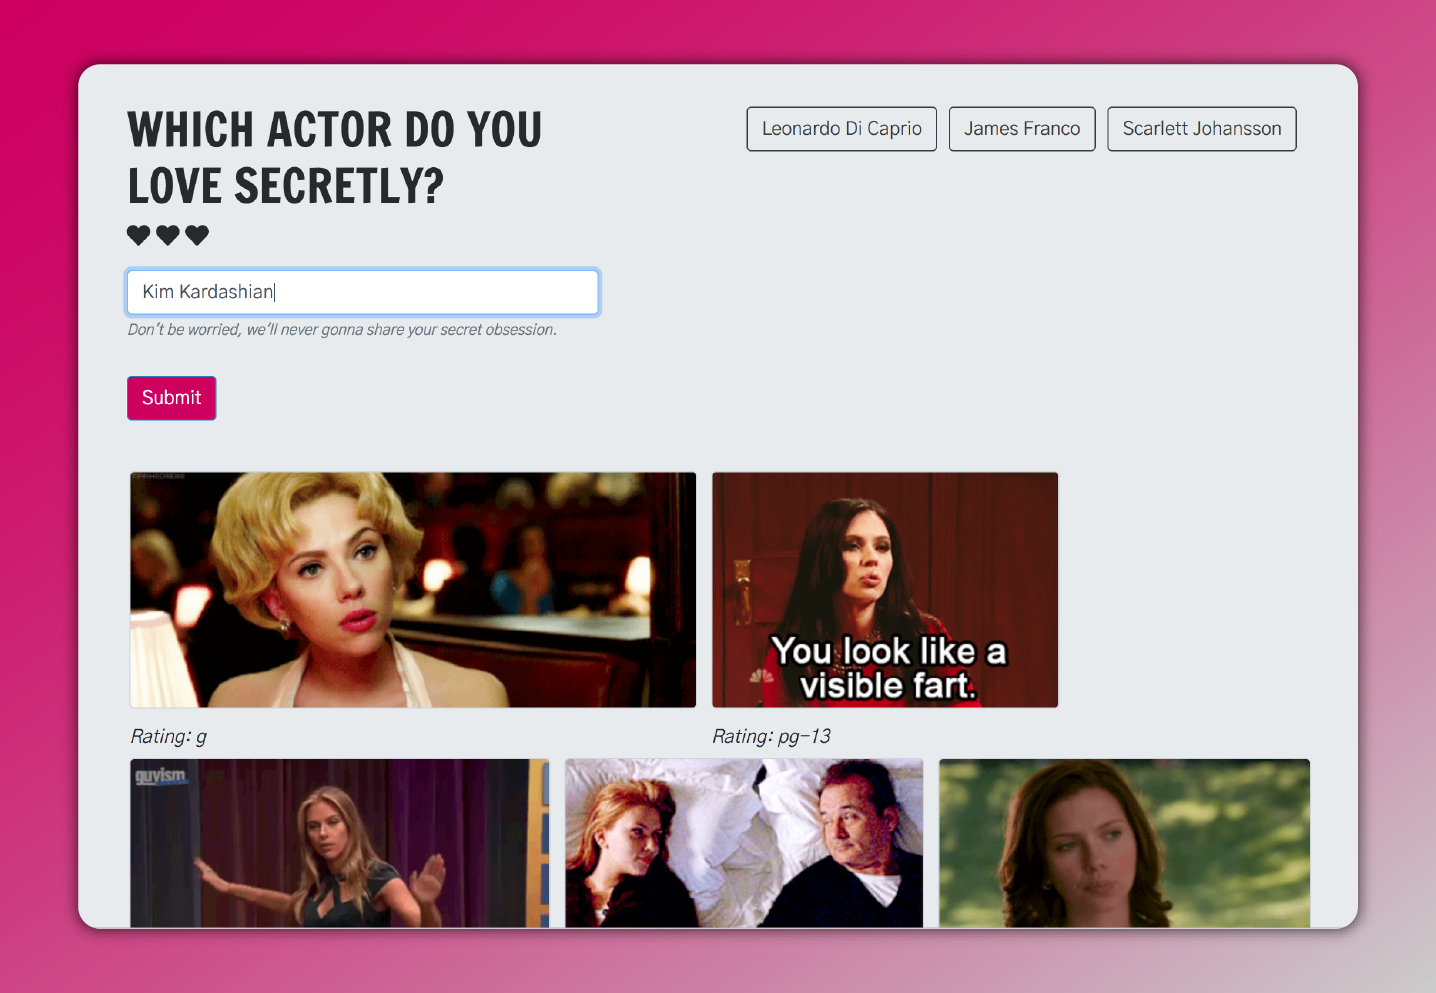 WHICH ACTOR DO YOU
LOVE SECRETLY?
Leonardo Di Caprio
James Franco
Scarlett Johansson
Kim Kardashian
Don't be worried, we'll never gonna share your secret obsession.
Submit
You look like a
visible fart.
Rating: g
Rating: pg-13
guyism